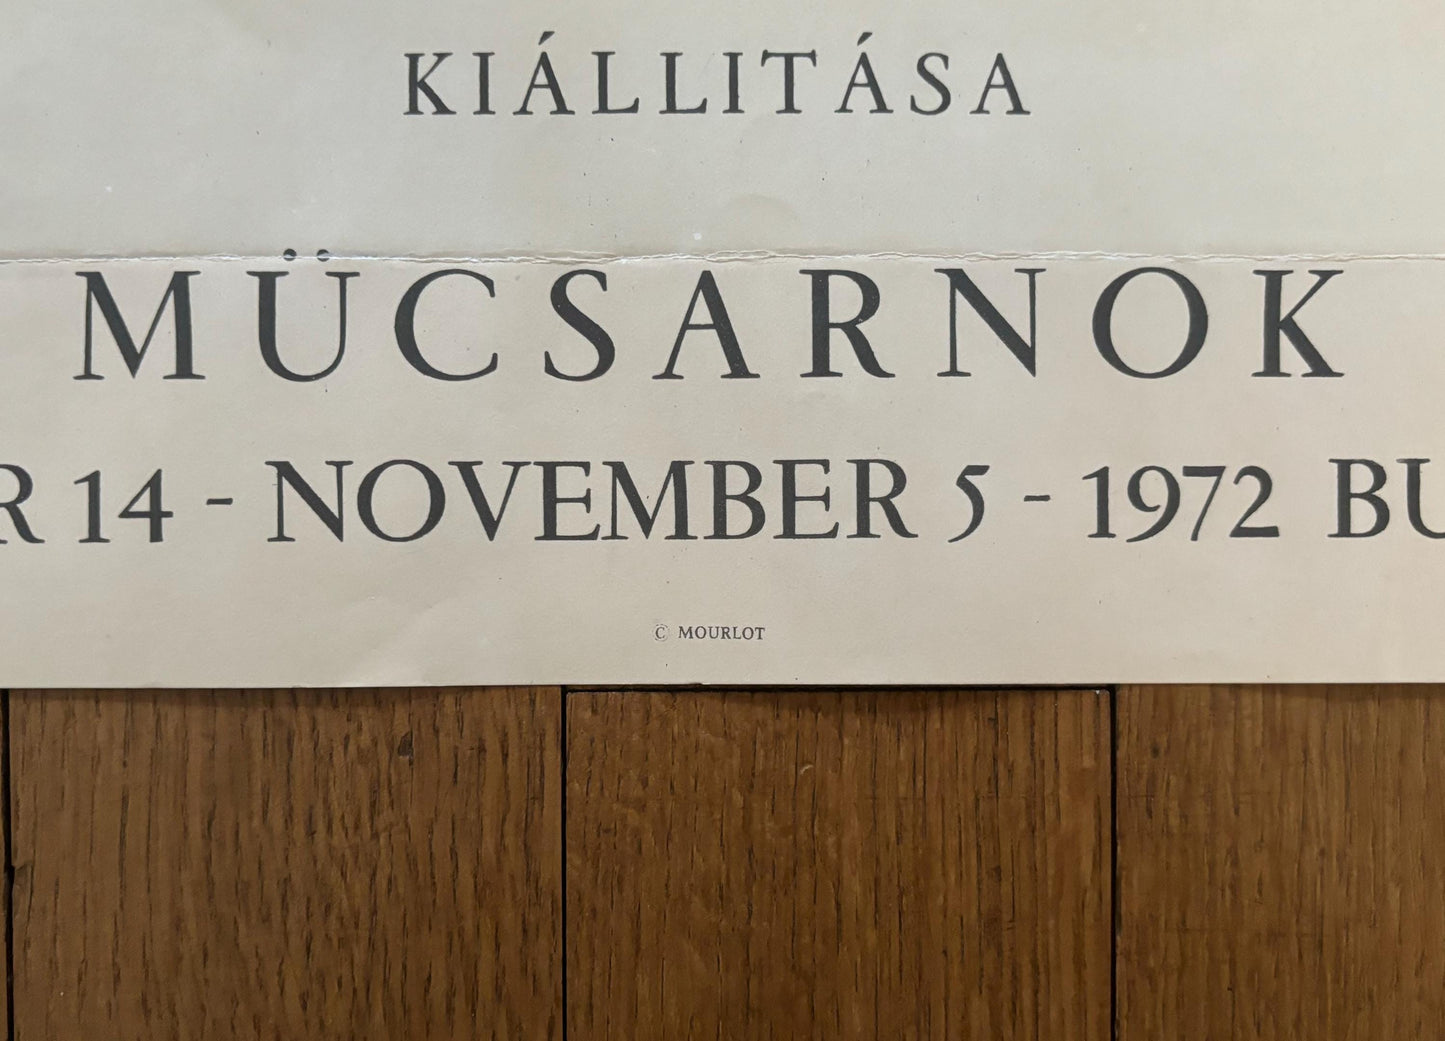 KIÁLLITÁSA
MÜCSARNOK
R 14 - NOVEMBER 5 - 1972 BU
© MOURLOT